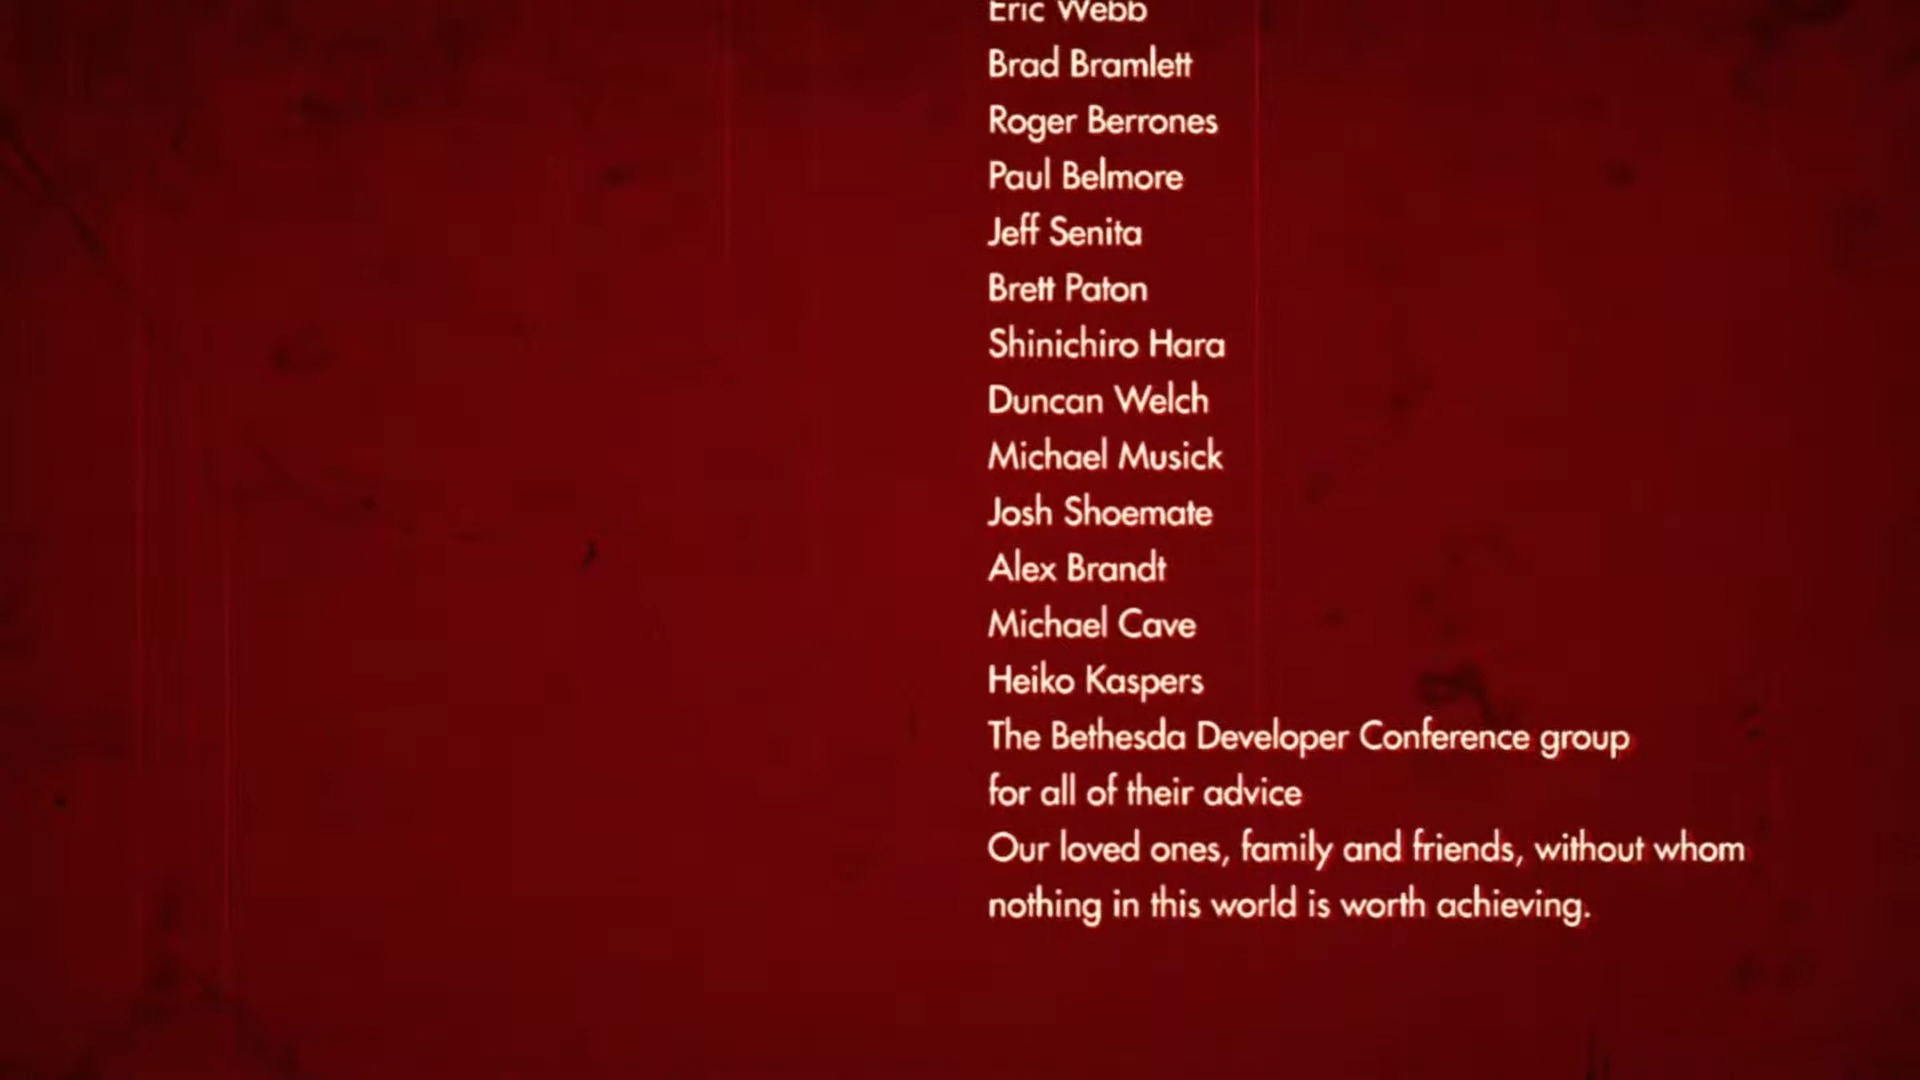 Eric Webb
Brad Bramlett
Roger Berrones
Paul Belmore
Jeff Senita
Brett Paton
Shinichiro Hara
Duncan Welch
Michael Musick
Josh Shoemate
Alex Brandt
Michael Cave
Heiko Kaspers
The Bethesda Developer Conference group
for all of their advice
Our loved ones, family and friends, without whom
nothing in this world is worth achieving.